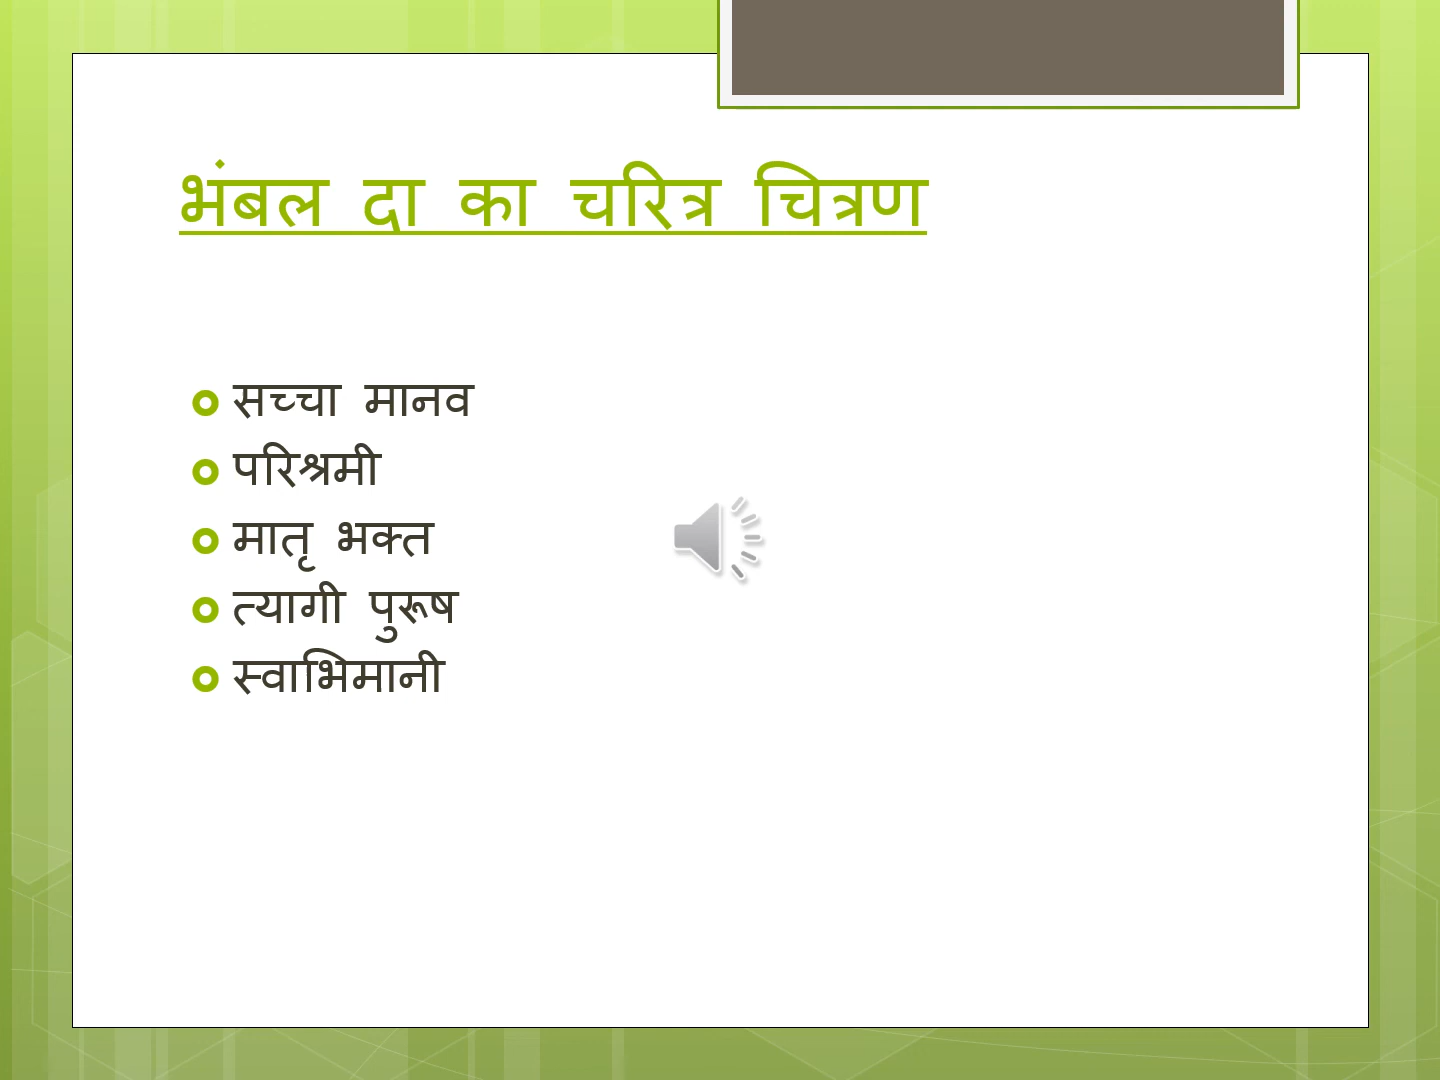 भंबल दा का चरित्र चित्रण
सच्चा मानव
परिश्रमी
मातृ भक्त
त्यागी पुरूष
स्वाभिमानी